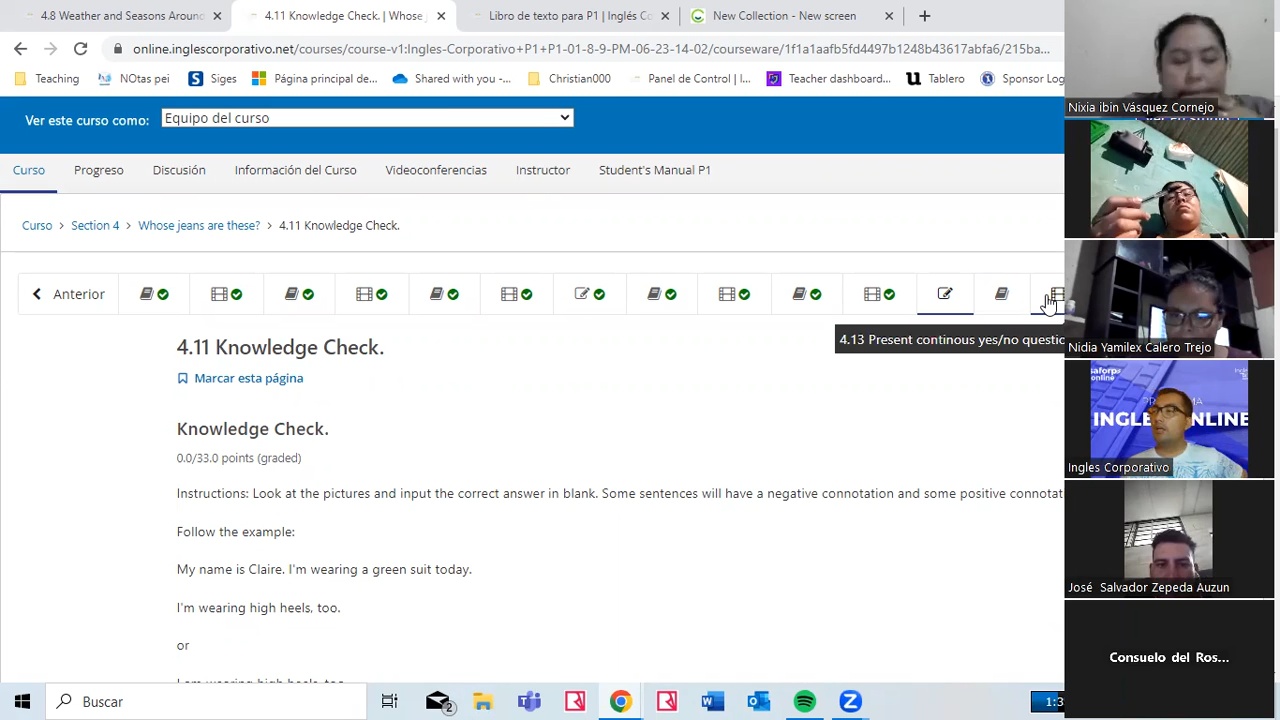 4.8 Weather and Seasons Around
4.11 Knowledge Check. | Whose
Libro de texto para P1 | Inglés Co
New Collection - New screen
online.inglescorporativo.net/courses/course-v1:Ingles-Corporativo+P1+P1-01-8-9-PM-06-23-14-02/courseware/1f1a1aafb5fd4497b1248b43617abfa6/215ba...
Teaching
NOtas pei
Siges
Página principal de...
Shared with you -...
Christian000
Panel de Control | I...
Teacher dashboard...
Tablero
Sponsor Log
Ver este curso como:
Equipo del curso
Curso
Progreso
Discusión
Información del Curso
Videoconferencias
Instructor
Student's Manual P1
Curso
Section 4
Whose jeans are these?
4.11 Knowledge Check.
Anterior
4.13 Present continous yes/no questio
4.11 Knowledge Check.
Marcar esta página
Knowledge Check.
0.0/33.0 points (graded)
Instructions: Look at the pictures and input the correct answer in blank. Some sentences will have a negative connotation and some positive connotat
Follow the example:
My name is Claire. I'm wearing a green suit today.
I'm wearing high heels, too.
or
Buscar
2
1:3
Nixia ibin Vásquez Cornejo
Nidia Yamilex Calero Trejo
saforp
online
INGLE
NLINE
Ingles Corporativo
José Salvador Zepeda Auzun
Consuelo del Ros...